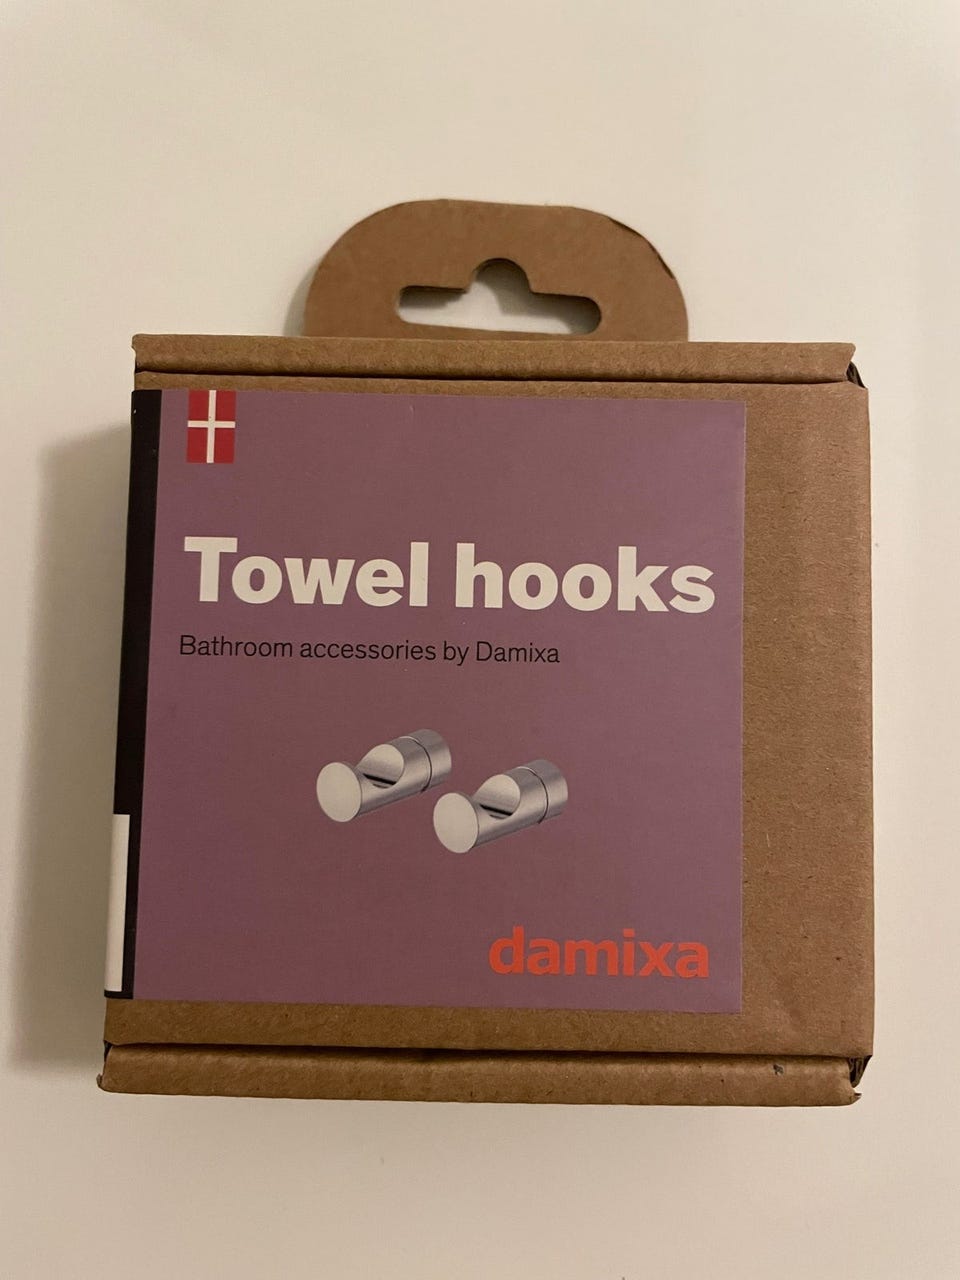 Towel hooks
Bathroom accessories by Damixa
damixa